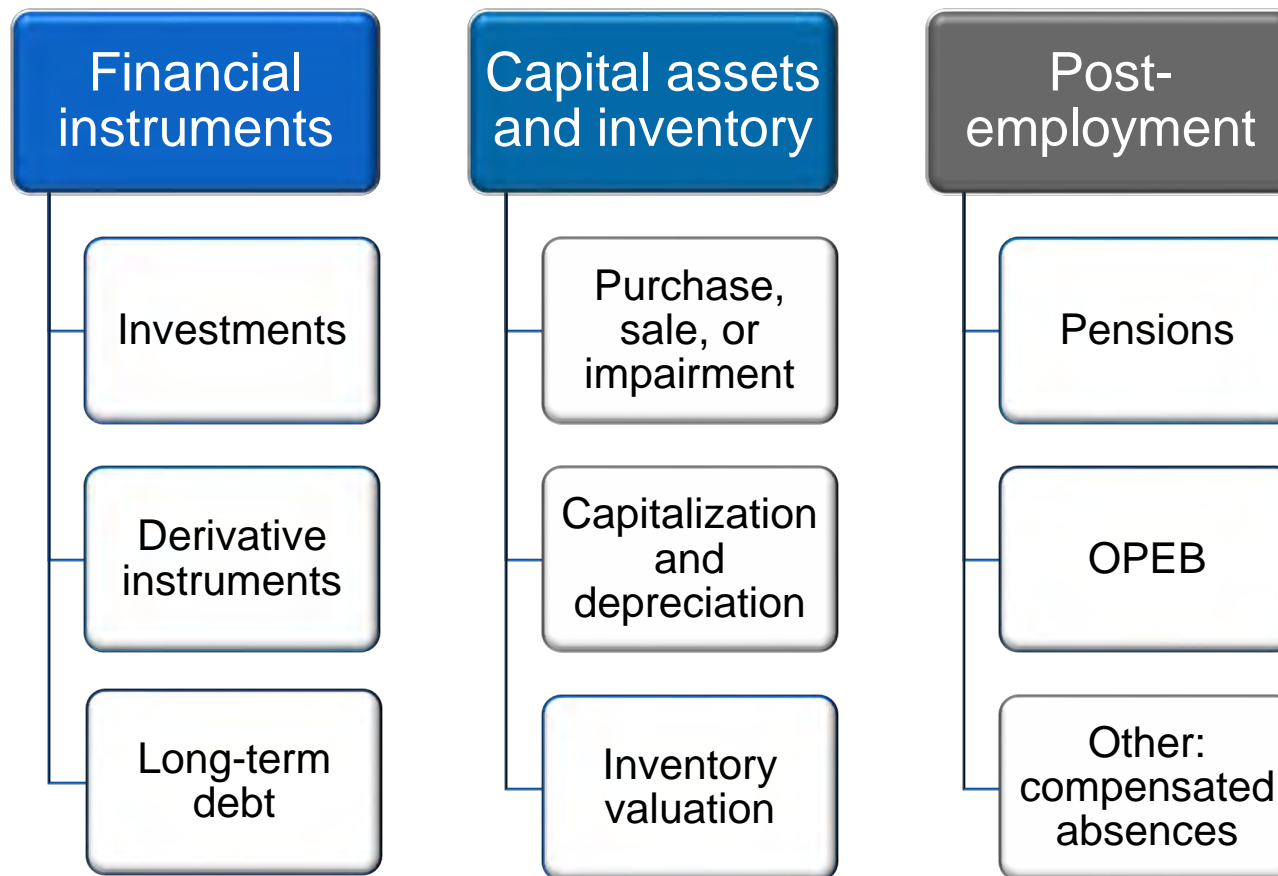 Financial
instruments
Investments
Derivative
instruments
Long-term
debt
Capital assets
and inventory
Purchase,
sale, or
impairment
Capitalization
and
depreciation
Inventory
valuation
Post-
employment
Pensions
OPEB
Other:
compensated
absences